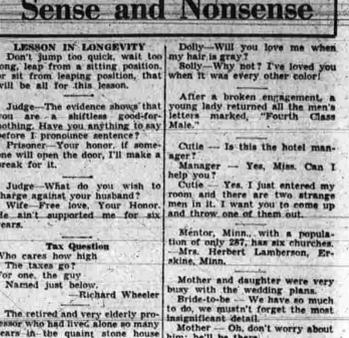 Sense and Nonsense
LESSON IN LONGEVITY
Don't jump too quick, wait too
long, leap from a sitting position,
or sit from leaping position, that
will be all for this lesson.
Judge—The evidence shows that
you are a shiftless good-for-
nothing. Have you anything to say
before I pronounce sentence?
Prisoner—Your honor, if some-
one will open the door, I'll make a
break for it.
Judge—What do you wish to
charge against your husband?
Wife—Free love, Your Honor.
He ain't supported me for six
years.
Tax Question
Who cares how high
The taxes go?
For one, the guy
Named just below.
—Richard Wheeler
The retired and very elderly pro-
fessor who had lived alone so many
years in the quaint stone house
Dolly—Will you love me when
my hair is gray?
Solly—Why not? I've loved you
when it was every other color!
After a broken engagement, a
young lady returned all the men's
letters marked, "Fourth Class
Male."
Cutie - Is this the hotel man-
ager?
Manager — Yes, Miss. Can I
help you?
Cutie - Yes. I just entered my
room and there are two strange
men in it. I want you to come up
and throw one of them out.
Mentor, Minn., with a popula-
tion of only 287, has six churches.
—Mrs. Herbert Lamberson, Er-
skine, Minn.
Mother and daughter were very
busy with the wedding plans.
Bride-to-be — We have so much
to do, we mustn't forget the most
insignificant detail.
Mother — Oh, don't worry about
him, he'll be there.